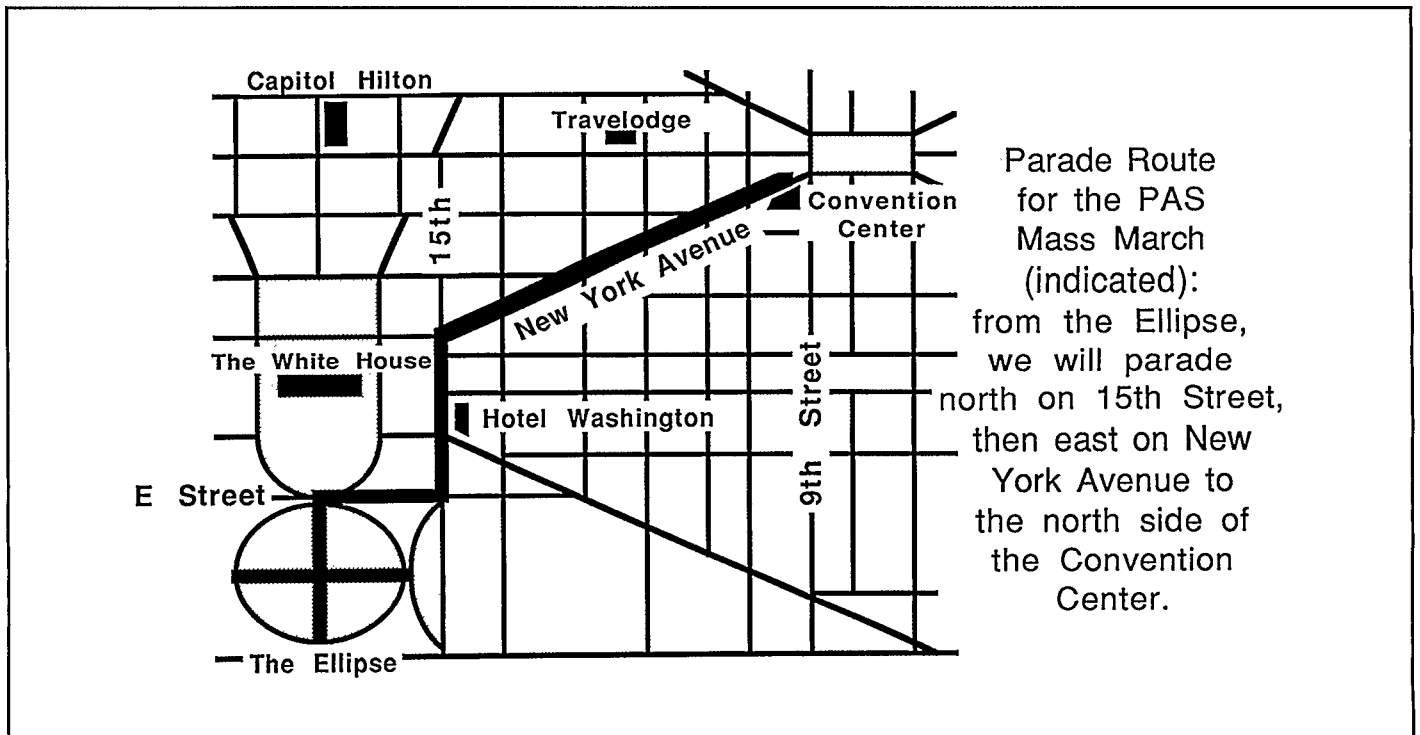 Capitol Hilton
Travelodge
Convention
Center
15th
New York Avenue
The White House
Hotel Washington
9th Street
E Street
The Ellipse
Parade Route
for the PAS
Mass March
(indicated):
from the Ellipse,
we will parade
north on 15th Street,
then east on New
York Avenue to
the north side of
the Convention
Center.